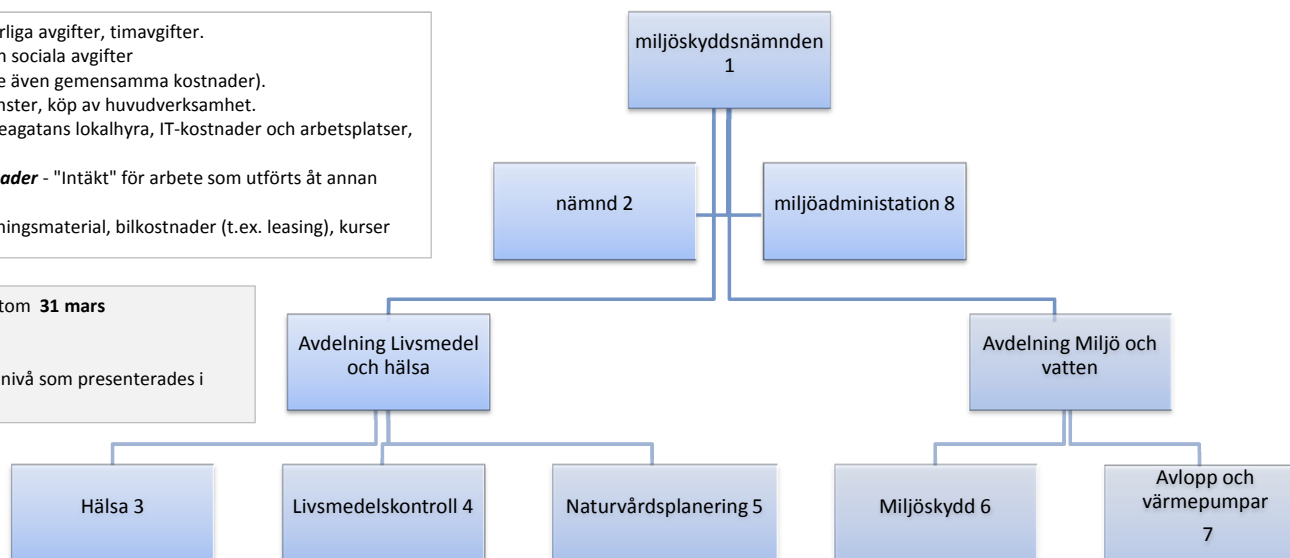 rliga avgifter, timavgifter.
n sociala avgifter
e även gemensamma kostnader).
nster, köp av huvudverksamhet.
eagatans lokalhyra, IT-kostnader och arbetsplatser,
ader - "Intäkt" för arbete som utförts åt annan
ningsmaterial, bilkostnader (t.ex. leasing), kurser
tom 31 mars
nivå som presenterades i
miljöskyddsnämnden
1
nämnd 2
miljöadministation 8
Avdelning Livsmedel
och hälsa
Avdelning Miljö och
vatten
Hälsa 3
Livsmedelskontroll 4
Naturvårdsplanering 5
Miljöskydd 6
Avlopp och
värmepumpar
7